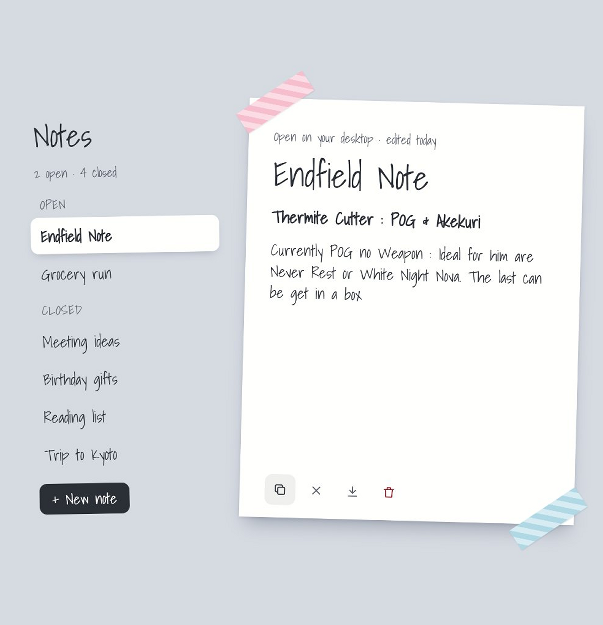 Notes
2 open · 4 closed
OPEN
Endfield Note
Grocery run
CLOSED
Meeting ideas
Birthday gifts
Reading list
Trip to Kyoto
+ New note
Open on your desktop · edited today
Endfield Note
Thermite Cutter : POG & Akekuri
Currently POG no Weapon : Ideal for him are
Never Rest or White Night Nova. The last can
be get in a box